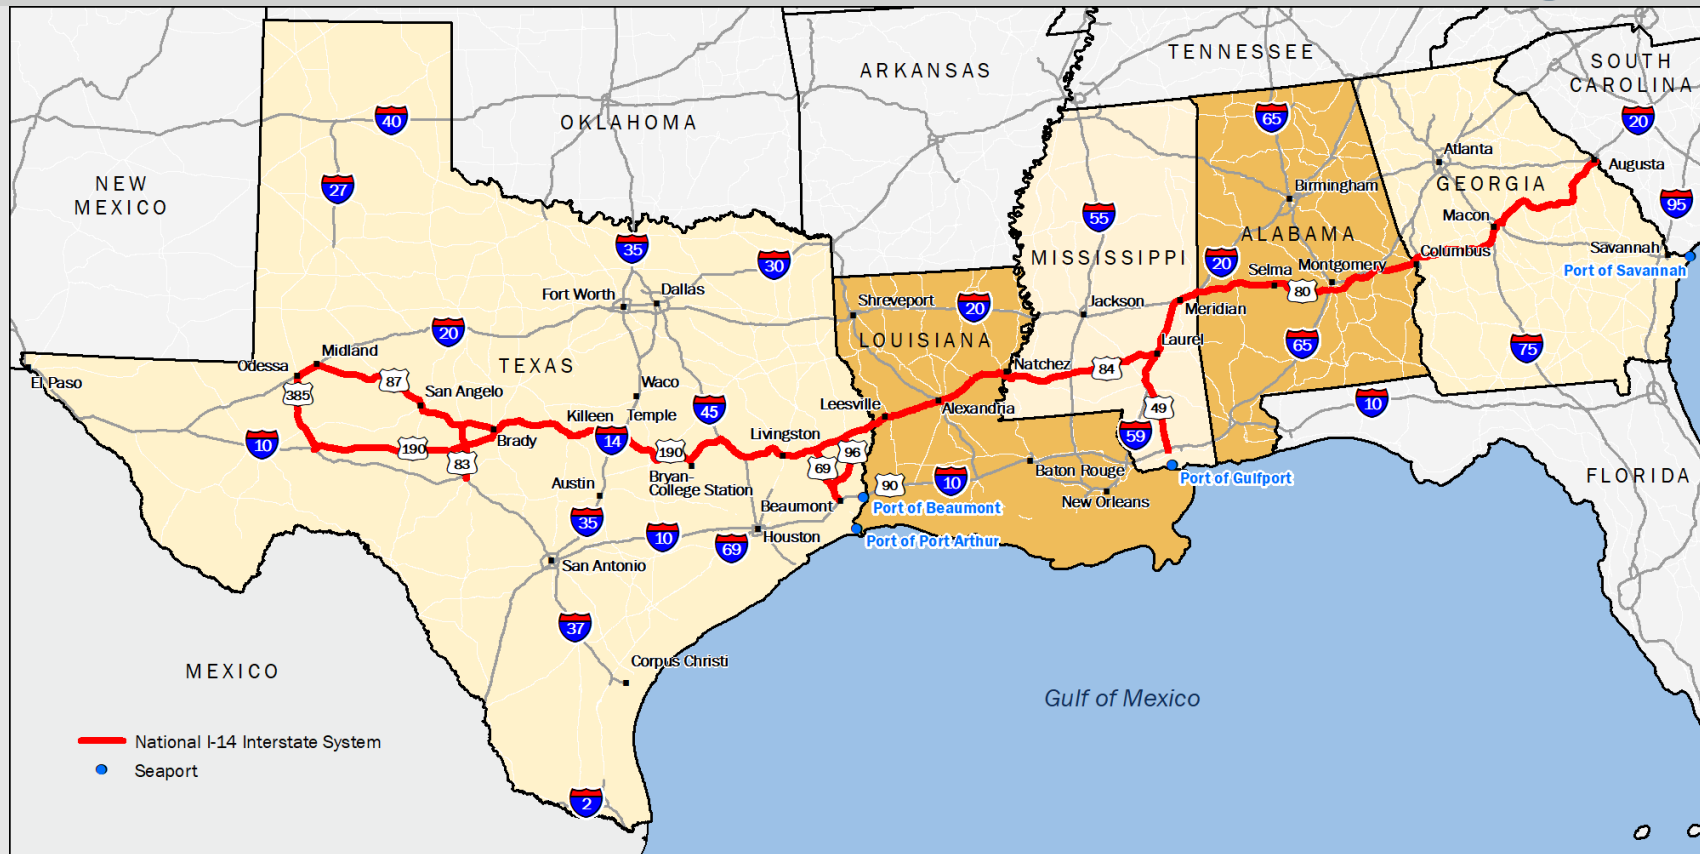 TENNESSEE
SOUTH
CAROLINA
ARKANSAS
OKLAHOMA
40
65
20
Atlanta
Augusta
NEW
MEXICO
27
Birmingham
GEORGIA
95
55
Macon
35
ALABAMA
Columbus
Savannah
30
MISSISSIPPI
20
Selma
Montgomery
Port of Savannah
Fort Worth
Dallas
80
Shreveport
20
Jackson
Meridian
20
LOUISIANA
Laurel
65
75
Midland
Odessa
TEXAS
Natchez
84
El Paso
87
385
San Angelo
Waco
Killeen
Temple
45
Leesville
Alexandria
49
10
10
190
83
Brady
14
190
Livingston
96
69
59
Bryan-
College Station
Austin
Beaumont
90
10
Baton Rouge
New Orleans
Port of Gulfport
FLORIDA
Port of Beaumont
35
10
69
Houston
Port of Port Arthur
San Antonio
37
Corpus Christi
MEXICO
Gulf of Mexico
National I-14 Interstate System
Seaport
2